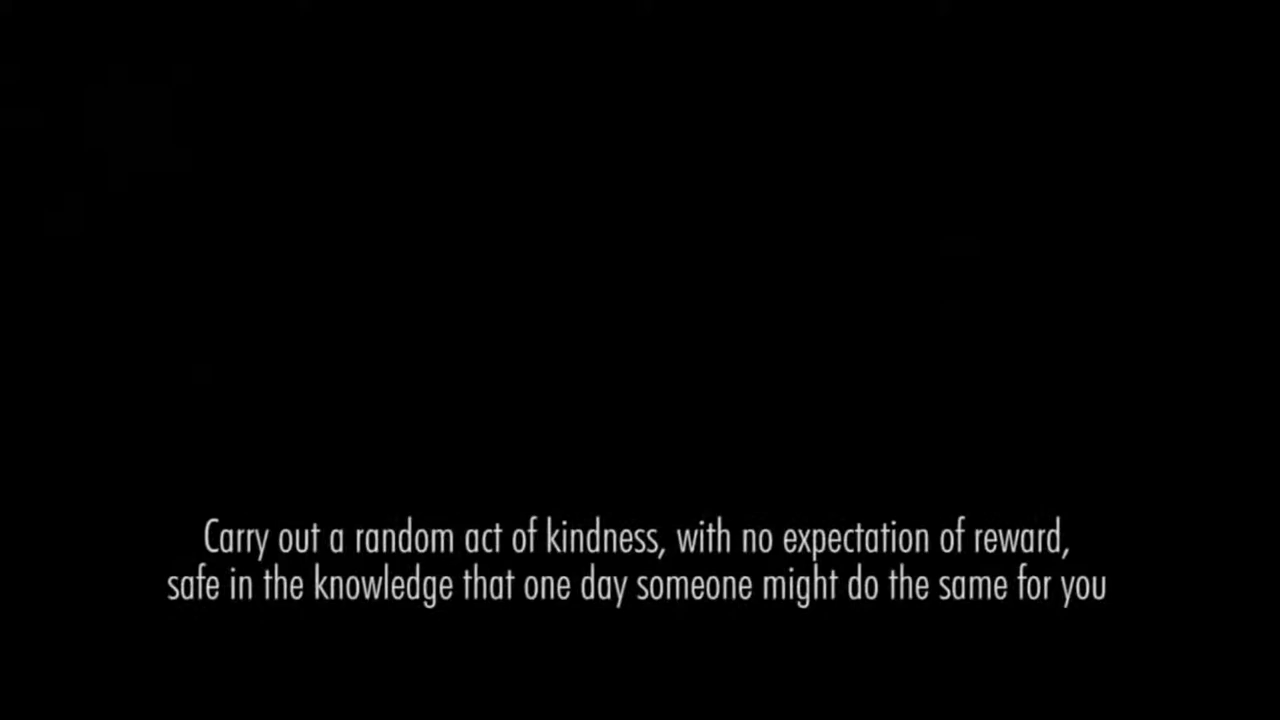 Carry out a random act of kindness, with no expectation of reward,
safe in the knowledge that one day someone might do the same for you